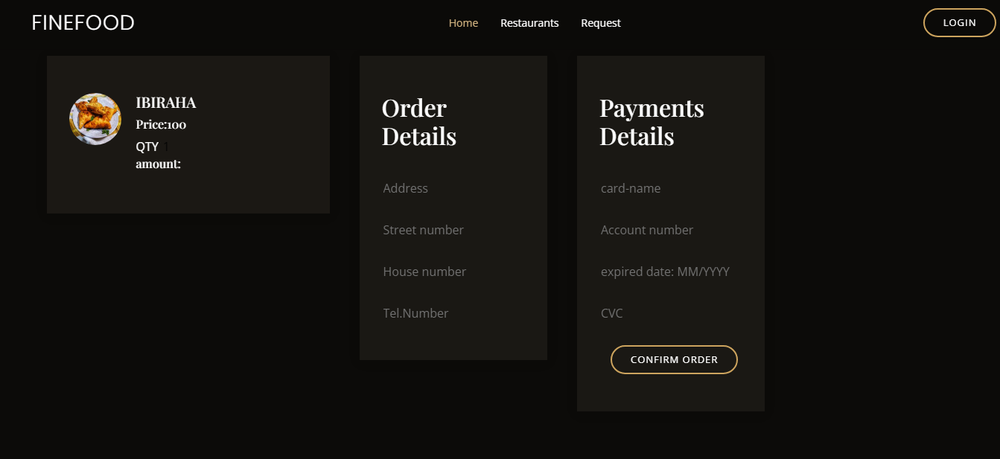 FINEFOOD
Home
Restaurants
Request
LOGIN
IBIRAHA
Price:100
QTY 1
amount:
Order
Details
Address
Street number
House number
Tel.Number
Payments
Details
card-name
Account number
expired date: MM/YYYY
CVC
CONFIRM ORDER